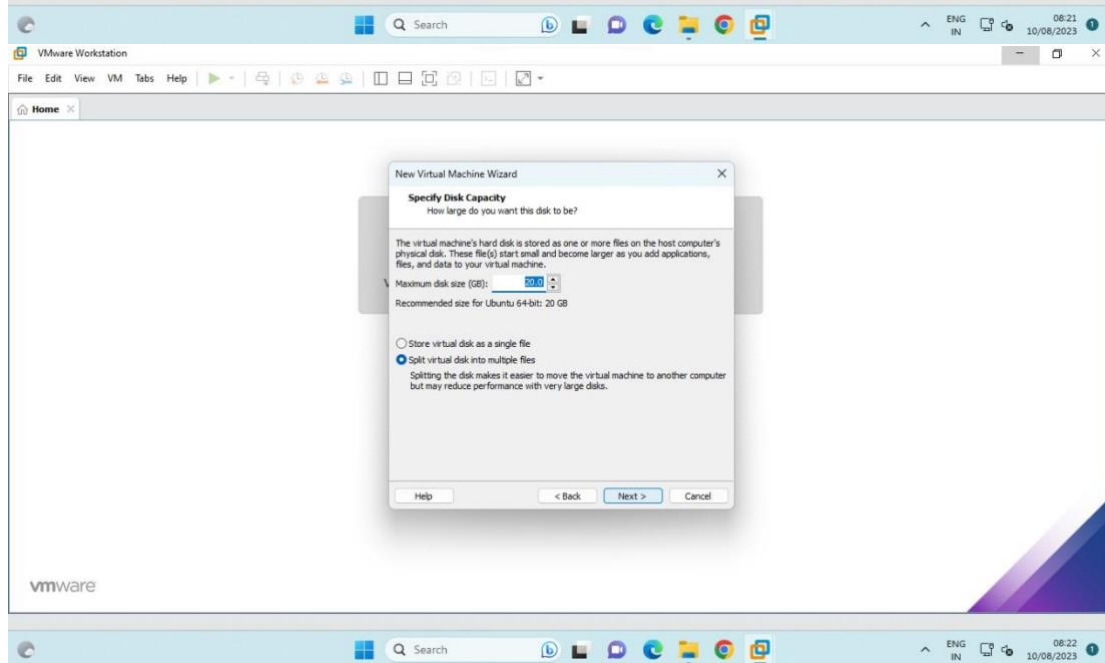 Search
ENG
IN
08:21
10/08/2023
VMware Workstation
File Edit View VM Tabs Help
Home
New Virtual Machine Wizard
Specify Disk Capacity
How large do you want this disk to be?
The virtual machine's hard disk is stored as one or more files on the host computer's
physical disk. These file(s) start small and become larger as you add applications,
files, and data to your virtual machine.
Maximum disk size (GB): 20.0
Recommended size for Ubuntu 64-bit: 20 GB
Store virtual disk as a single file
Split virtual disk into multiple files
Splitting the disk makes it easier to move the virtual machine to another computer
but may reduce performance with very large disks.
Help < Back Next > Cancel
vmware
Search
ENG
IN
08:22
10/08/2023